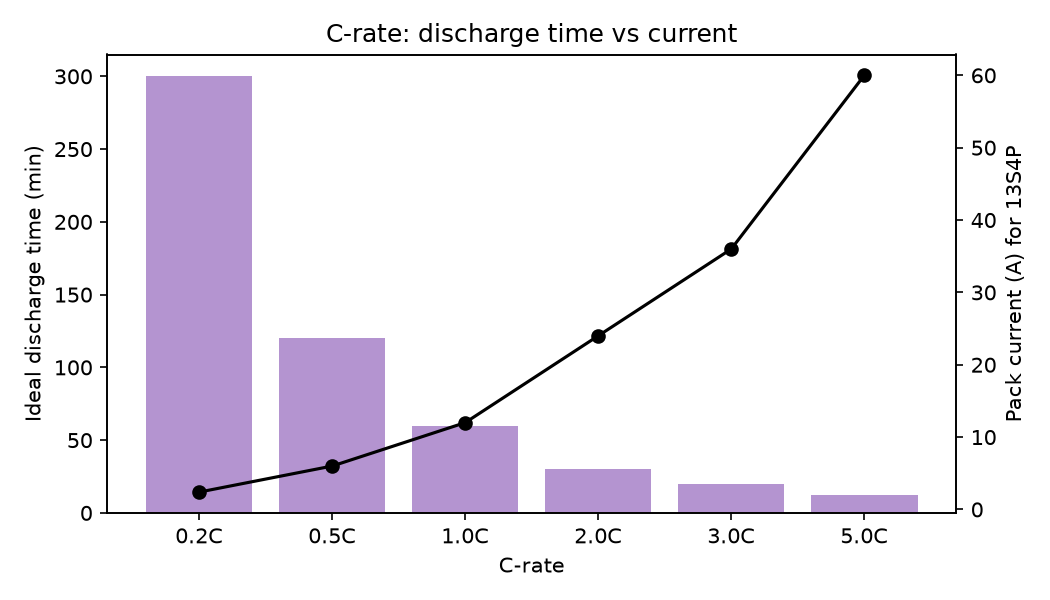 C-rate: discharge time vs current
Ideal discharge time (min)
300
250
200
150
100
50
0
0.2C
0.5C
1.0C
2.0C
3.0C
5.0C
C-rate
60
50
40
30
20
10
0
Pack current (A) for 13S4P